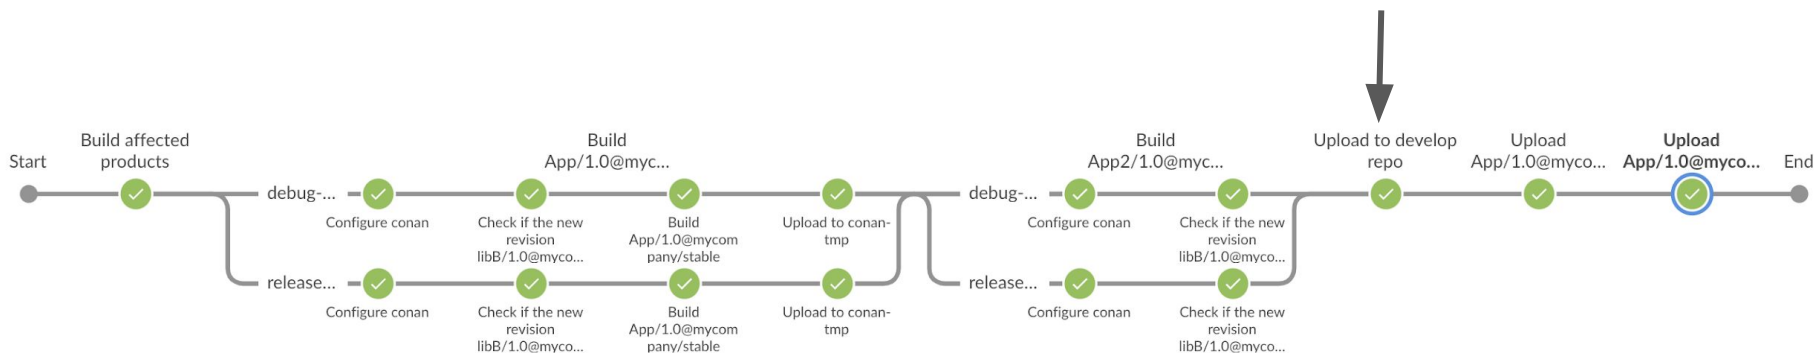 Start
Build affected
products
Build
App/1.0@myc...
debug-...
Configure conan
Check if the new
revision
libB/1.0@myco...
Build
App/1.0@mycom
pany/stable
Upload to conan-
tmp
release...
Configure conan
Check if the new
revision
libB/1.0@myco...
Build
App/1.0@mycom
pany/stable
Upload to conan-
tmp
Build
App2/1.0@myc...
debug-...
Configure conan
Check if the new
revision
libB/1.0@myco...
release...
Configure conan
Check if the new
revision
libB/1.0@myco...
Upload to develop
repo
Upload
App/1.0@myco...
Upload
App/1.0@myco...
End